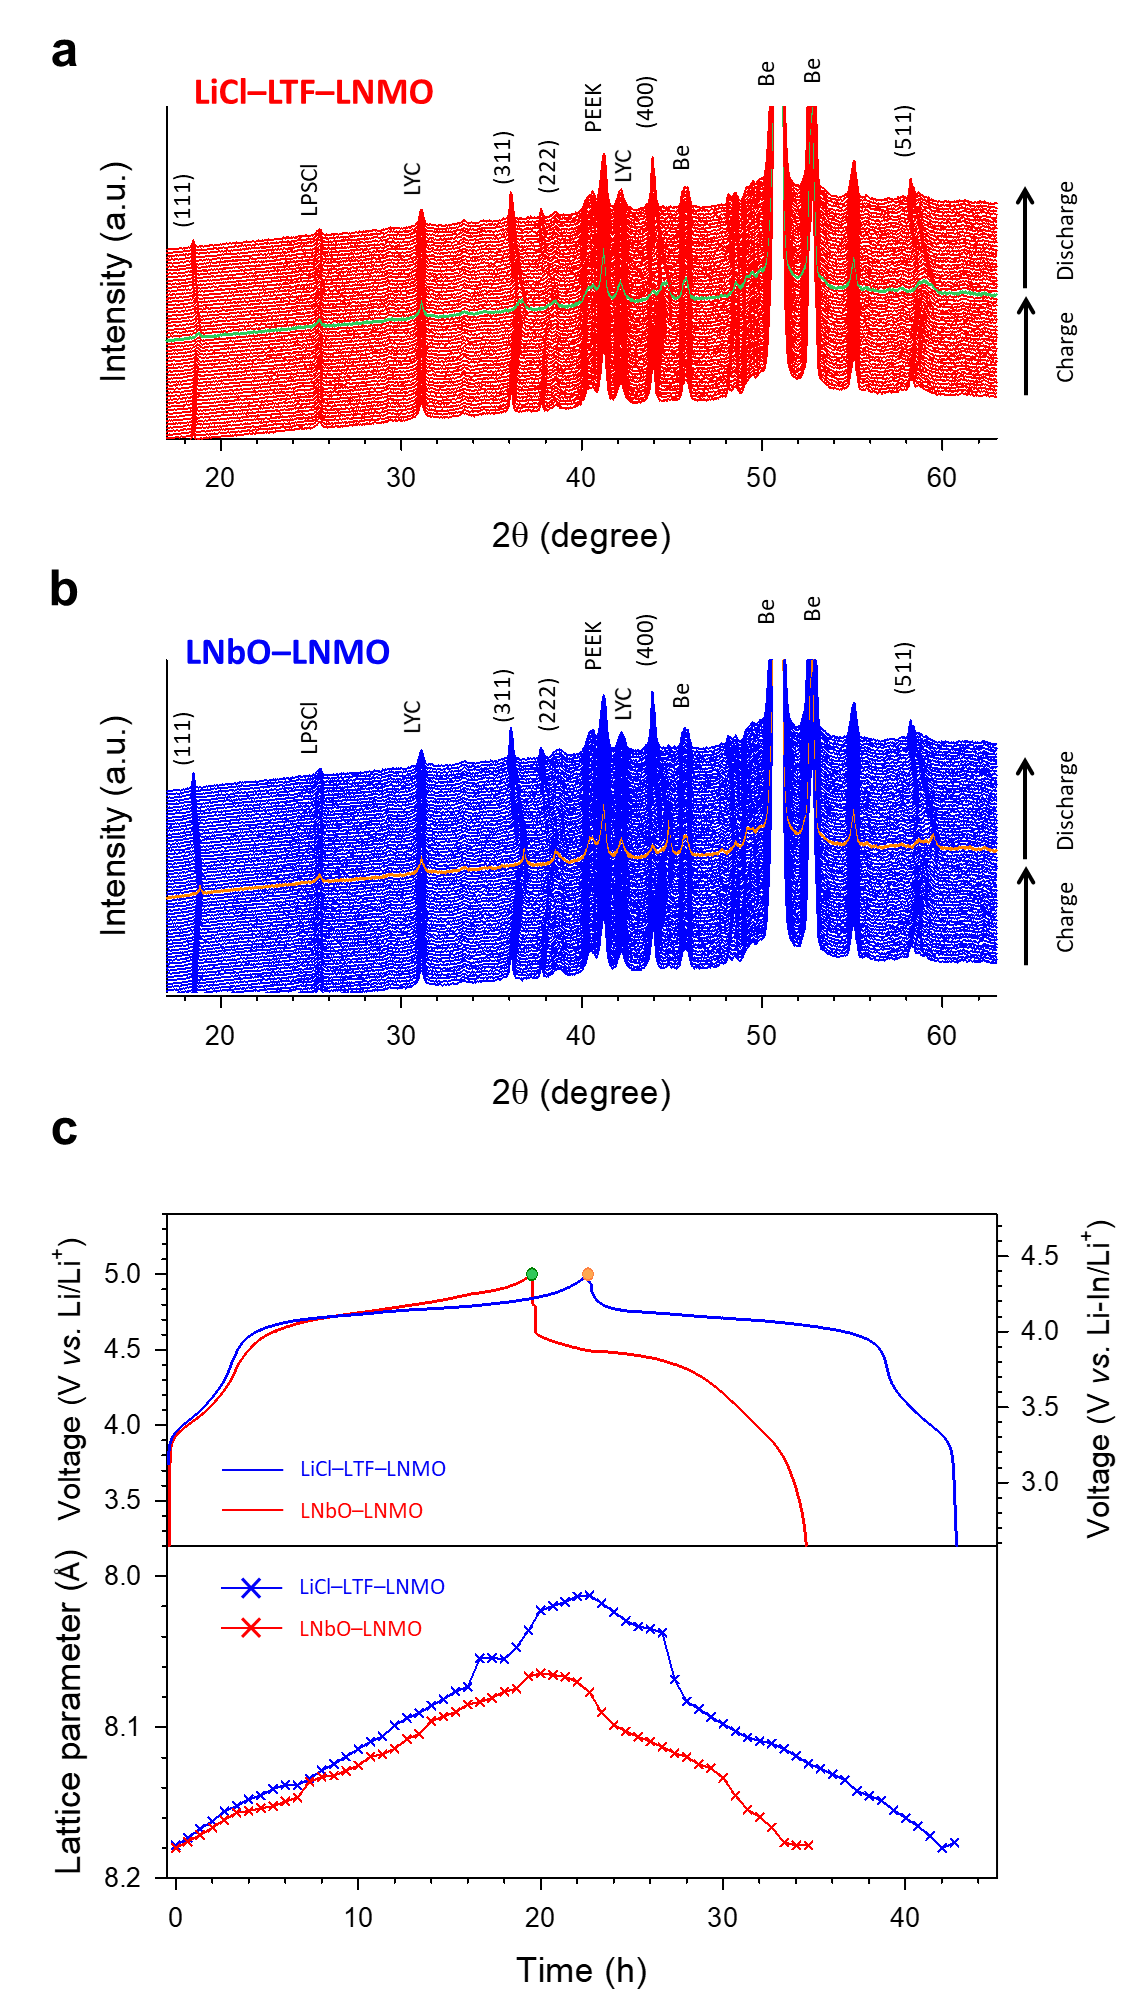 a
LiCl–LTF–LNMO
(111)
LPSCl
LYC
(311)
(222)
PEEK
LYC
(400)
Be
Be
Be
(511)
Intensity (a.u.)
Discharge
Charge
20 30 40 50 60
2θ (degree)
b
LNbO–LNMO
(111)
LPSCl
LYC
(311)
(222)
PEEK
LYC
(400)
Be
Be
Be
(511)
Intensity (a.u.)
Discharge
Charge
20 30 40 50 60
2θ (degree)
c
Voltage (V vs. Li/Li⁺)
5.0
4.5
4.0
3.5
4.5
4.0
3.5
3.0
Voltage (V vs. Li-In/Li⁺)
LiCl–LTF–LNMO
LNbO–LNMO
Lattice parameter (Å)
8.0
8.1
8.2
LiCl–LTF–LNMO
LNbO–LNMO
0 10 20 30 40
Time (h)